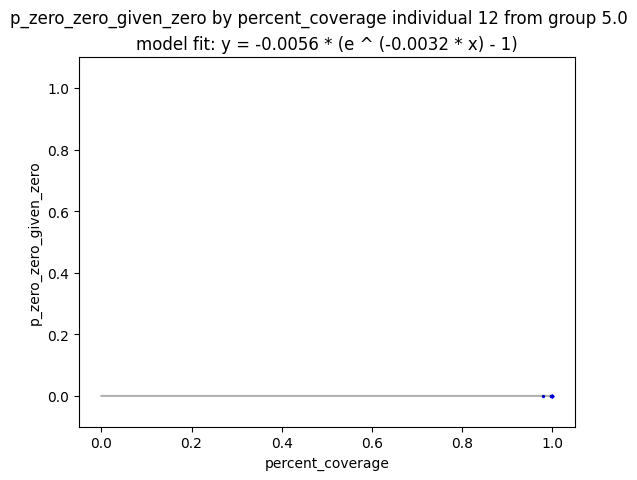 p_zero_zero_given_zero by percent_coverage individual 12 from group 5.0
model fit: y = -0.0056 * (e ^ (-0.0032 * x) - 1)
1.0
0.8
0.6
0.4
0.2
0.0
p_zero_zero_given_zero
0.0 0.2 0.4 0.6 0.8 1.0
percent_coverage